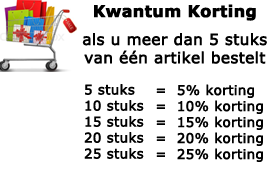 Kwantum Korting
als u meer dan 5 stuks
van één artikel bestelt
5 stuks = 5% korting
10 stuks = 10% korting
15 stuks = 15% korting
20 stuks = 20% korting
25 stuks = 25% korting